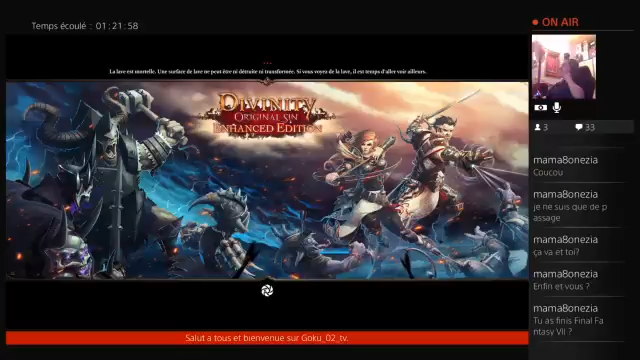 Temps écoulé : 01:21:58
ON AIR
La lave est mortelle. Une surface de lave ne peut être ni détruite ni transformée. Si vous voyez de la lave, il est temps d'aller voir ailleurs.
DIVINITY
ORIGINAL SIN
ENHANCED EDITION
3 33
mama8onezia
Coucou
mama8onezia
je ne suis que de p
assage
mama8onezia
ça va et toi?
mama8onezia
Enfin et vous ?
mama8onezia
Tu as finis Final Fa
ntasy VII ?
Salut a tous et bienvenue sur Goku_02_tv.